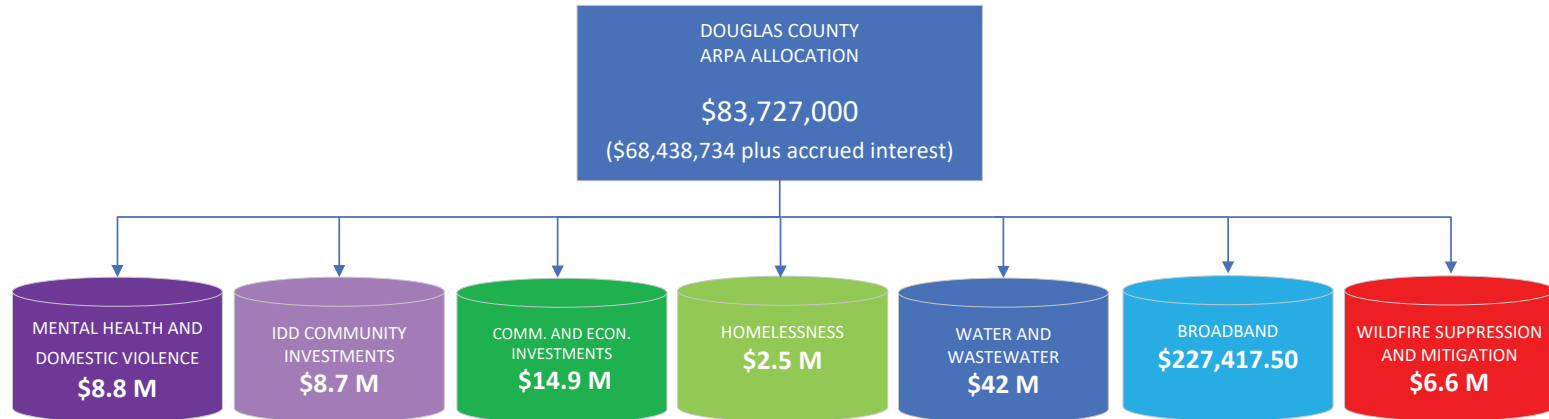 DOUGLAS COUNTY
ARPA ALLOCATION
$83,727,000
($68,438,734 plus accrued interest)
MENTAL HEALTH AND
DOMESTIC VIOLENCE
$8.8 M
IDD COMMUNITY
INVESTMENTS
$8.7 M
COMM. AND ECON.
INVESTMENTS
$14.9 M
HOMELESSNESS
$2.5 M
WATER AND
WASTEWATER
$42 M
BROADBAND
$227,417.50
WILDFIRE SUPPRESSION
AND MITIGATION
$6.6 M